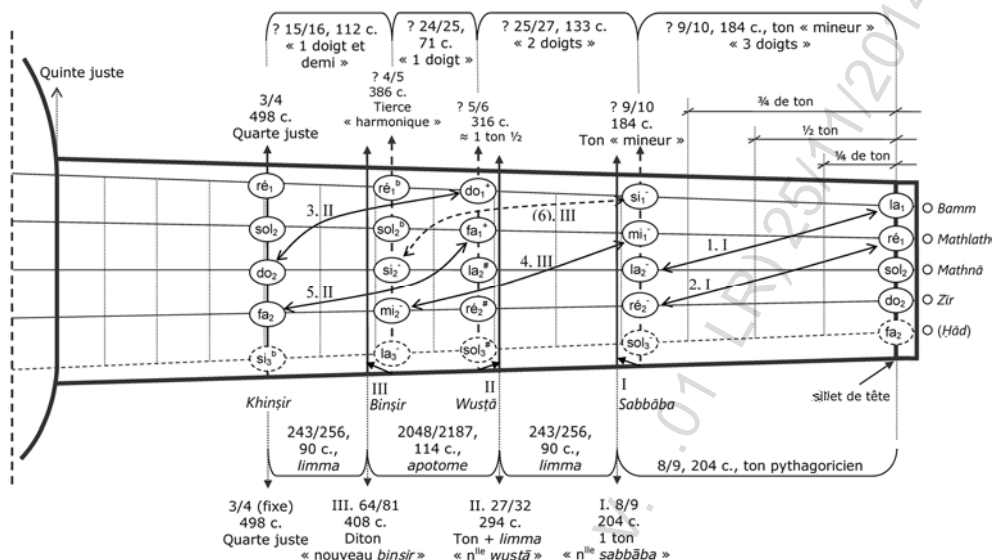 ? 15/16, 112 c.
« 1 doigt et
demi »
? 24/25,
71 c.
« 1 doigt »
? 25/27, 133 c.
« 2 doigts »
? 9/10, 184 c., ton « mineur »
« 3 doigts »
Quinte juste
3/4
498 c.
Quarte juste
? 4/5
386 c.
Tierce
« harmonique »
? 5/6
316 c.
≈ 1 ton ½
? 9/10
184 c.
Ton « mineur »
¾ de ton
½ ton
¼ de ton
ré₁ ré₁ᵇ do₁⁺ si₁⁻ la₁ Bamm
3. II (6). III
sol₂ sol₂ᵇ fa₁⁺ mi₁⁻ ré₁ Mathlath
1. I
do₂ si₂⁻ la₂# la₂⁻ sol₂ Mathnā
5. II 4. III 2. I
fa₂ mi₂⁻ ré₂# ré₂⁻ do₂ Zīr
si₃ᵇ la₃ sol₃# sol₃⁻ fa₂ (Ḥād)
III II I
Khinṣir Binṣir Wusṭā Sabbāba
sillet de tête
243/256,
90 c.,
limma
2048/2187,
114 c.,
apotome
243/256,
90 c.,
limma
8/9, 204 c., ton pythagoricien
3/4 (fixe)
498 c.
Quarte juste
III. 64/81
408 c.
Diton
« nouveau binṣir »
II. 27/32
294 c.
Ton + limma
« nˡˡᵉ wusṭā »
I. 8/9
204 c.
1 ton
« nˡˡᵉ sabbāba »
V. .01 LR) 25/11/2014